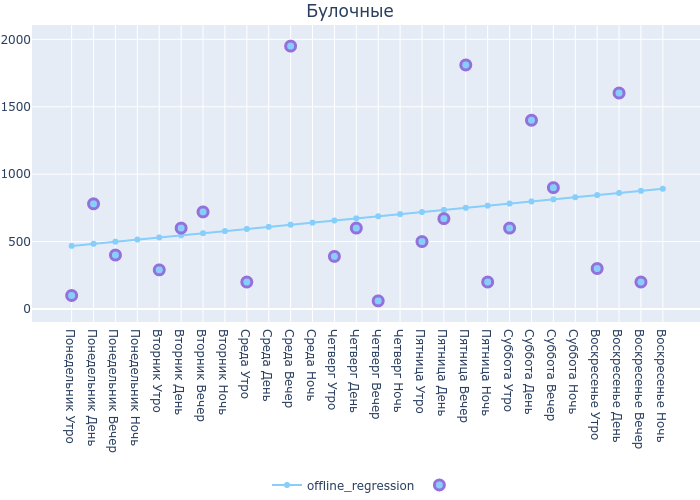 Булочные
2000
1500
1000
500
0
Понедельник Утро
Понедельник День
Понедельник Вечер
Понедельник Ночь
Вторник Утро
Вторник День
Вторник Вечер
Вторник Ночь
Среда Утро
Среда День
Среда Вечер
Среда Ночь
Четверг Утро
Четверг День
Четверг Вечер
Четверг Ночь
Пятница Утро
Пятница День
Пятница Вечер
Пятница Ночь
Суббота Утро
Суббота День
Суббота Вечер
Суббота Ночь
Воскресенье Утро
Воскресенье День
Воскресенье Вечер
Воскресенье Ночь
offline_regression